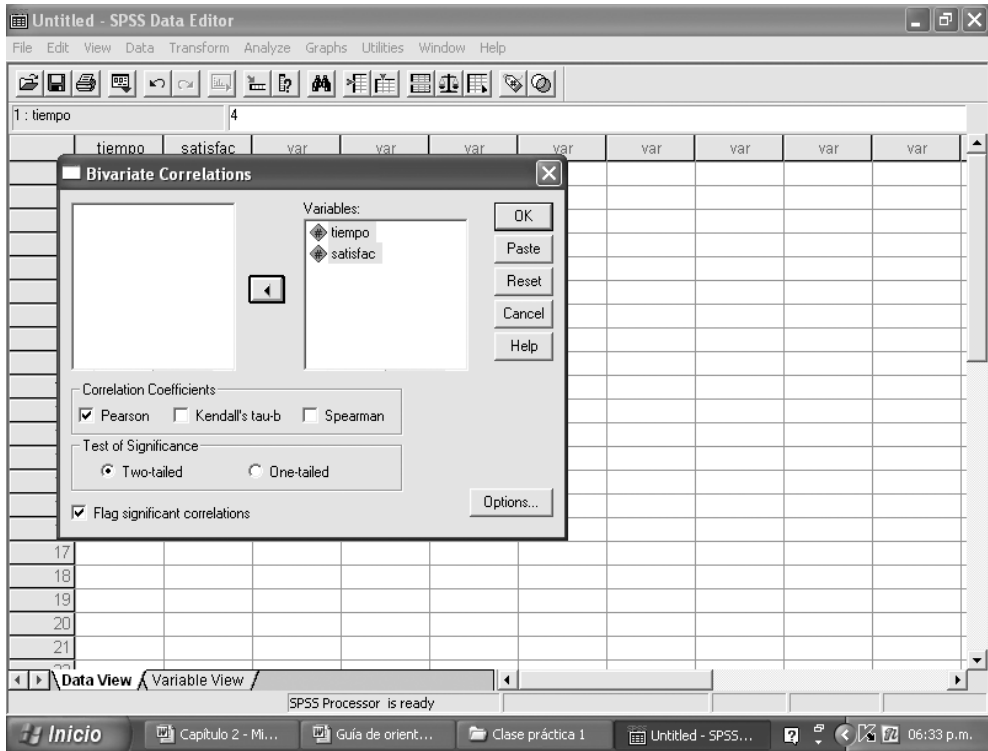 Untitled - SPSS Data Editor
File Edit View Data Transform Analyze Graphs Utilities Window Help
1 : tiempo 4
tiempo satisfac var var var var var var var var
Bivariate Correlations
Variables:
tiempo
satisfac
OK
Paste
Reset
Cancel
Help
Correlation Coefficients
Pearson Kendall's tau-b Spearman
Test of Significance
Two-tailed One-tailed
Flag significant correlations
Options...
17
18
19
20
21
22
Data View Variable View
SPSS Processor is ready
Inicio Capítulo 2 - Mi... Guía de orient... Clase práctica 1 Untitled - SPSS... 06:33 p.m.